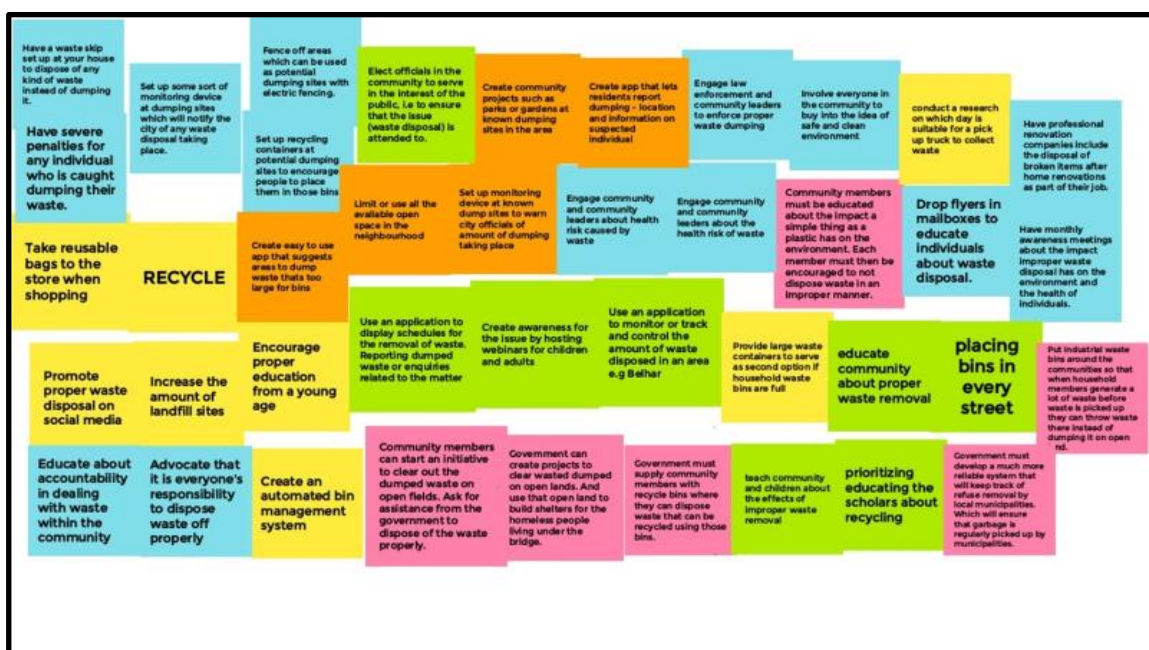 Have a waste skip
set up at your house
to dispose of any
kind of waste
instead of dumping
it.
Set up some sort of
monitoring device at
dumping sites
which will notify the
city of any waste
disposal taking
place.
Fence off areas
which can be used
as potential
dumping sites with
electric fencing.
Elect officials in the
community to serve
in the interest of the
public, i.e to ensure
that the issue
(waste disposal) is
attended to.
Create community
projects such as
parks or gardens at
known dumping
sites in the area
Create app that lets
residents report
dumping - location
and information on
suspected
individual
Engage law
enforcement and
community leaders
to enforce proper
waste dumping
Involve everyone in
the community to
buy into the idea of
safe and clean
environment
conduct a research
on which day is
suitable for a pick
up truck to collect
waste
Have professional
renovation
companies include
the disposal of
broken items after
home renovations
as part of their job.
Have severe
penalties for
any individual
who is caught
dumping their
waste.
Set up recycling
containers at
potential dumping
sites to encourage
people to place
them in those bins
Limit or use all the
available open
space in the
neighbourhood
Set up monitoring
device at known
dump sites to warn
city officials of
amount of dumping
taking place
Engage community
and community
leaders about health
risk caused by
waste
Engage community
and community
leaders about the
health risk of waste
Community members
must be educated
about the impact a
simple thing as a
plastic has on the
environment. Each
member must then be
encouraged to not
dispose waste in an
improper manner.
Drop flyers in
mailboxes to
educate
individuals
about waste
disposal.
Have monthly
awareness meetings
about the impact
improper waste
disposal has on the
environment and
the health of
individuals.
Take reusable
bags to the
store when
shopping
RECYCLE
Create easy to use
app that suggests
areas to dump
waste thats too
large for bins
Use an application to
display schedules for
the removal of waste.
Reporting dumped
waste or enquiries
related to the matter
Create awareness for
the issue by hosting
webinars for children
and adults
Use an application
to monitor or track
and control the
amount of waste
disposed in an area
e.g Belhar
Provide large waste
containers to serve
as second option if
household waste
bins are full
educate
community
about proper
waste removal
placing
bins in
every
street
Put industrial waste
bins around the
communities so that
when household
members generate a
lot of waste before
waste is picked up
they can throw waste
there instead of
dumping it on open
Promote
proper waste
disposal on
social media
Increase the
amount of
landfill sites
Encourage
proper
education
from a young
age
Educate about
accountability
in dealing
with waste
within the
community
Advocate that
it is everyone's
responsibility
to dispose
waste off
properly
Create an
automated bin
management
system
Community members
can start an initiative
to clear out the
dumped waste on
open fields. Ask for
assistance from the
government to
dispose of the waste
properly.
Government can
create projects to
clear wasted dumped
on open lands. And
use that open land to
build shelters for the
homeless people
living under the
bridge.
Government must
supply community
members with
recycle bins where
they can dispose
waste that can be
recycled using those
bins.
teach community
and children about
the effects of
improper waste
removal
prioritizing
educating the
scholars about
recycling
Government must
develop a much more
reliable system that
will keep track of
refuse removal by
local municipalities.
Which will ensure
that garbage is
regularly picked up by
municipalities.